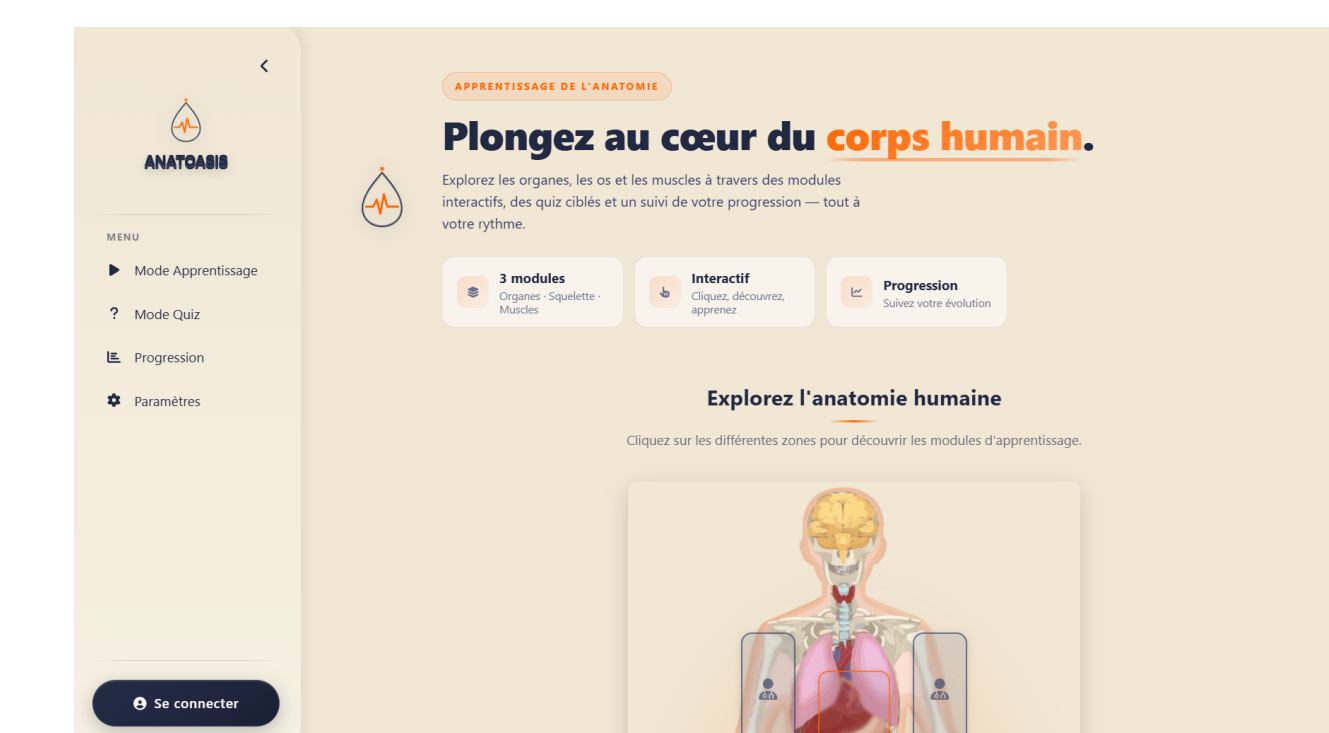 ANATOASIS
MENU
Mode Apprentissage
? Mode Quiz
Progression
Paramètres
Se connecter
APPRENTISSAGE DE L'ANATOMIE
Plongez au cœur du corps humain.
Explorez les organes, les os et les muscles à travers des modules
interactifs, des quiz ciblés et un suivi de votre progression — tout à
votre rythme.
3 modules
Organes · Squelette ·
Muscles
Interactif
Cliquez, découvrez,
apprenez
Progression
Suivez votre évolution
Explorez l'anatomie humaine
Cliquez sur les différentes zones pour découvrir les modules d'apprentissage.